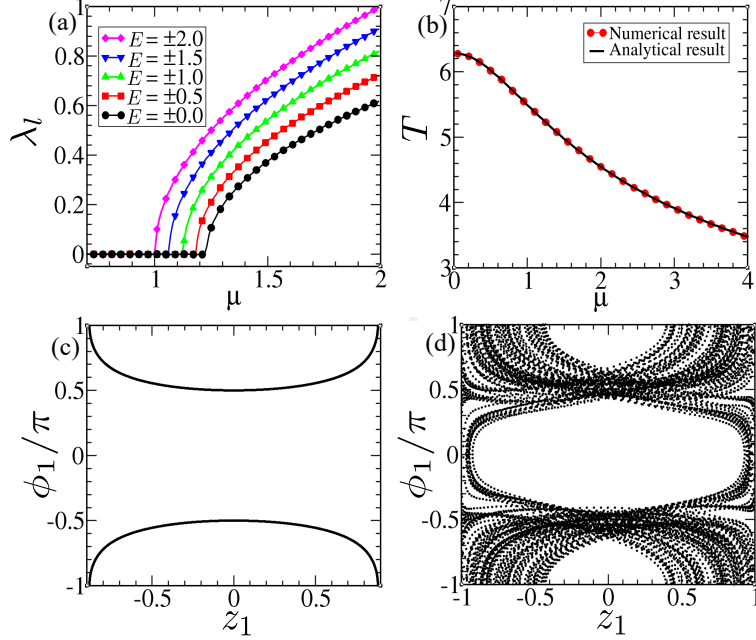 (a)
λ_l
1
0.8
0.6
0.4
0.2
0
E = ±2.0
E = ±1.5
E = ±1.0
E = ±0.5
E = ±0.0
1
1.5
2
μ
(b)
T
7
6
5
4
3
Numerical result
Analytical result
0
1
2
3
4
μ
(c)
ϕ₁/π
1
0.5
0
-0.5
-1
-0.5
0
0.5
z₁
(d)
ϕ₁/π
1
0.5
0
-0.5
-1
-1
-0.5
0
0.5
1
z₁